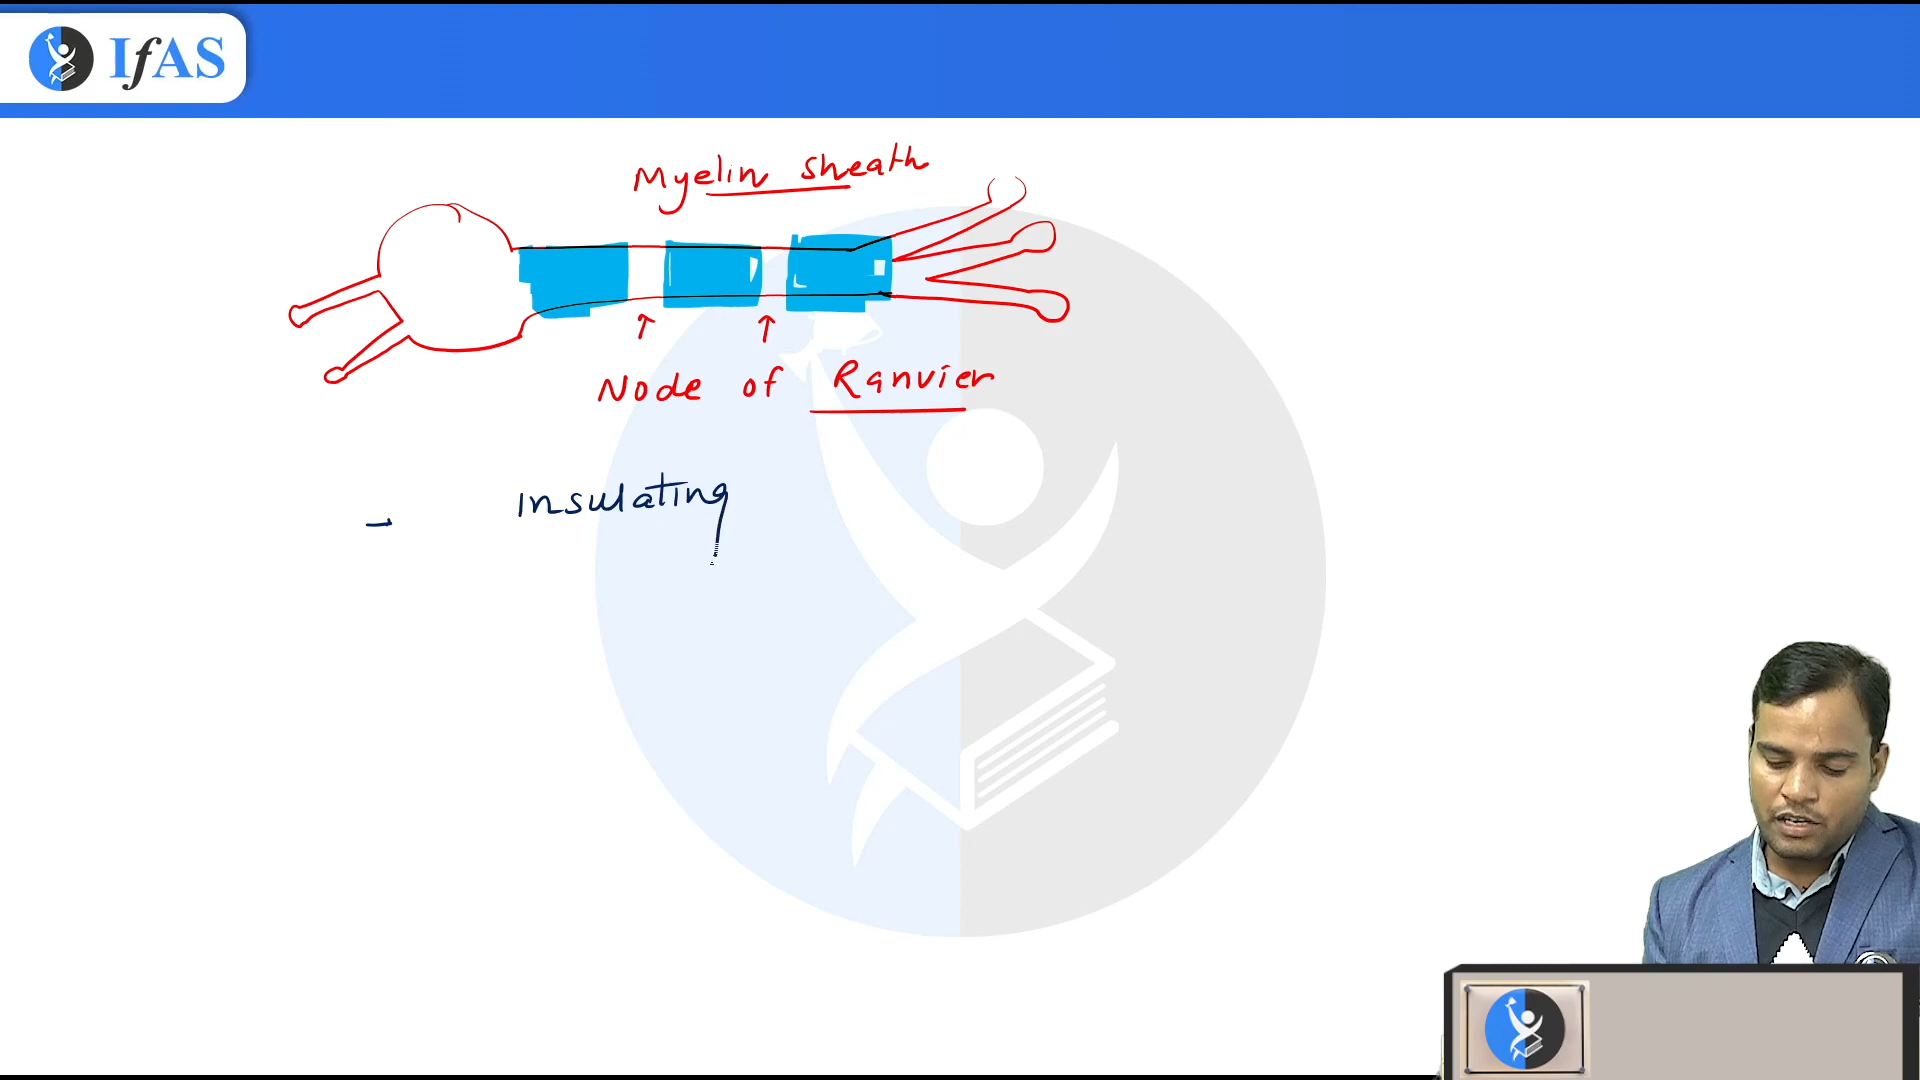 IfAS
Myelin sheath
Node of Ranvier
- Insulating